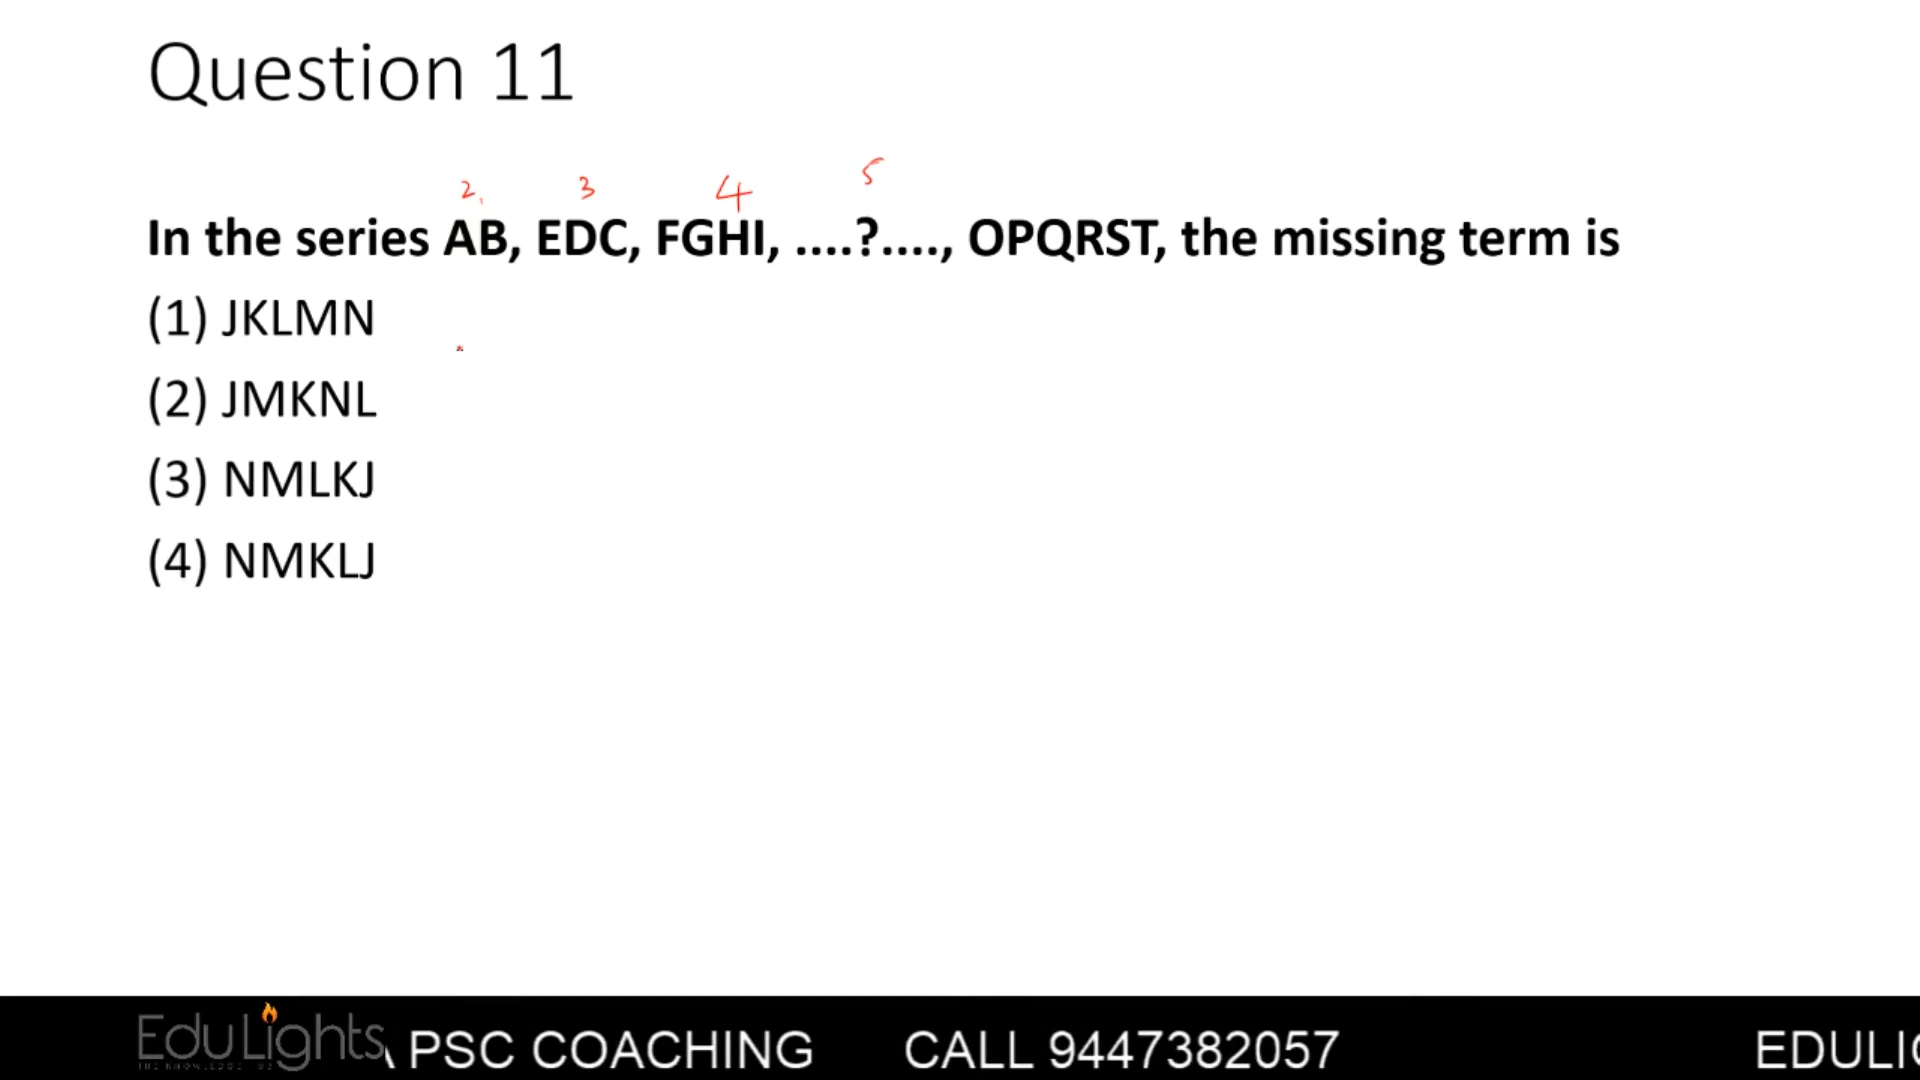 Question 11
2 3 4 5
In the series AB, EDC, FGHI, ....?...., OPQRST, the missing term is
(1) JKLMN
(2) JMKNL
(3) NMLKJ
(4) NMKLJ
EduLights PSC COACHING CALL 9447382057